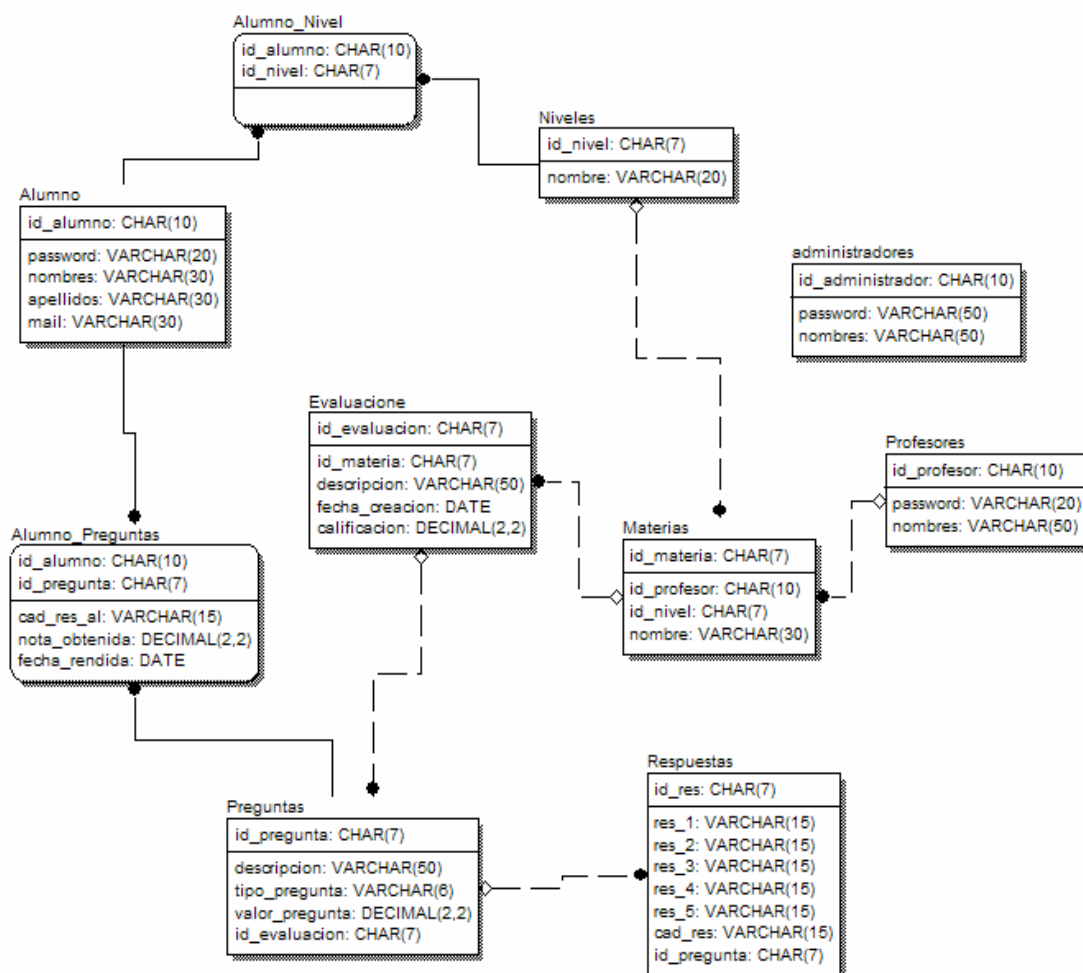 Alumno_Nivel
id_alumno: CHAR(10)
id_nivel: CHAR(7)
Niveles
id_nivel: CHAR(7)
nombre: VARCHAR(20)
Alumno
id_alumno: CHAR(10)
password: VARCHAR(20)
nombres: VARCHAR(30)
apellidos: VARCHAR(30)
mail: VARCHAR(30)
administradores
id_administrador: CHAR(10)
password: VARCHAR(50)
nombres: VARCHAR(50)
Evaluacione
id_evaluacion: CHAR(7)
id_materia: CHAR(7)
descripcion: VARCHAR(50)
fecha_creacion: DATE
calificacion: DECIMAL(2,2)
Profesores
id_profesor: CHAR(10)
password: VARCHAR(20)
nombres: VARCHAR(50)
Materias
id_materia: CHAR(7)
id_profesor: CHAR(10)
id_nivel: CHAR(7)
nombre: VARCHAR(30)
Alumno_Preguntas
id_alumno: CHAR(10)
id_pregunta: CHAR(7)
cad_res_al: VARCHAR(15)
nota_obtenida: DECIMAL(2,2)
fecha_rendida: DATE
Preguntas
id_pregunta: CHAR(7)
descripcion: VARCHAR(50)
tipo_pregunta: VARCHAR(6)
valor_pregunta: DECIMAL(2,2)
id_evaluacion: CHAR(7)
Respuestas
id_res: CHAR(7)
res_1: VARCHAR(15)
res_2: VARCHAR(15)
res_3: VARCHAR(15)
res_4: VARCHAR(15)
res_5: VARCHAR(15)
cad_res: VARCHAR(15)
id_pregunta: CHAR(7)